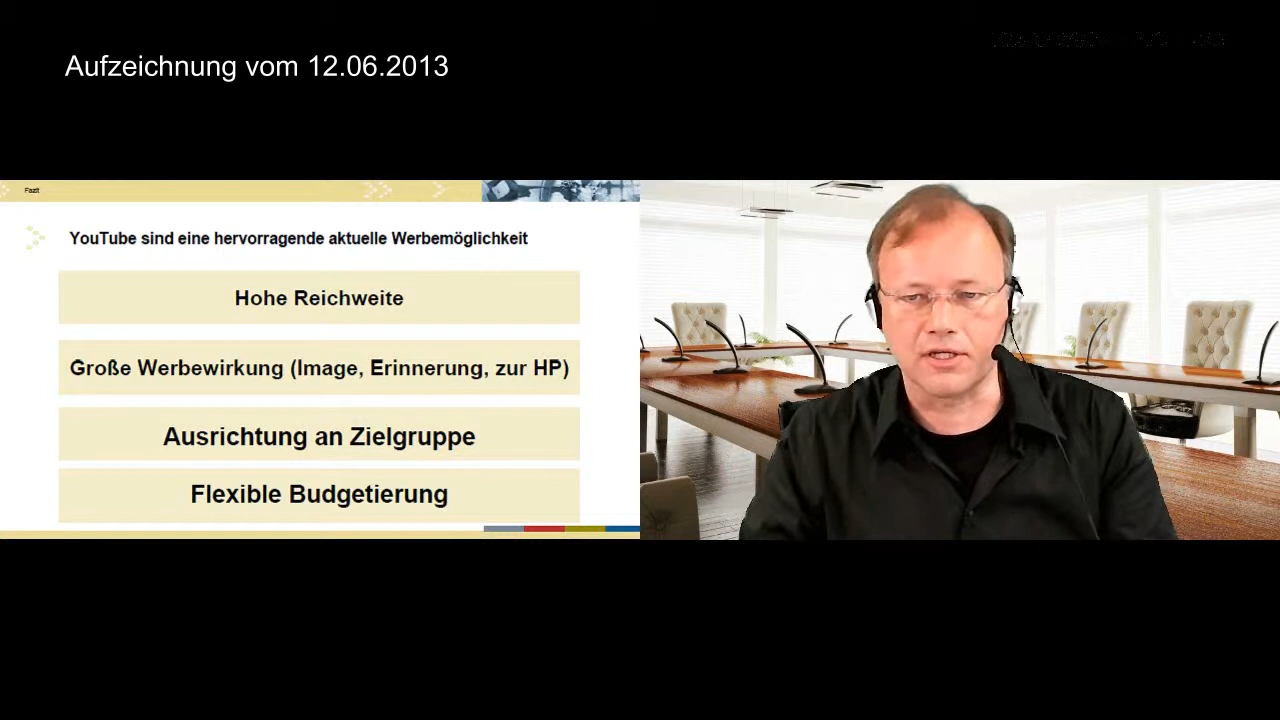 Aufzeichnung vom 12.06.2013
Fazit
YouTube sind eine hervorragende aktuelle Werbemöglichkeit
Hohe Reichweite
Große Werbewirkung (Image, Erinnerung, zur HP)
Ausrichtung an Zielgruppe
Flexible Budgetierung